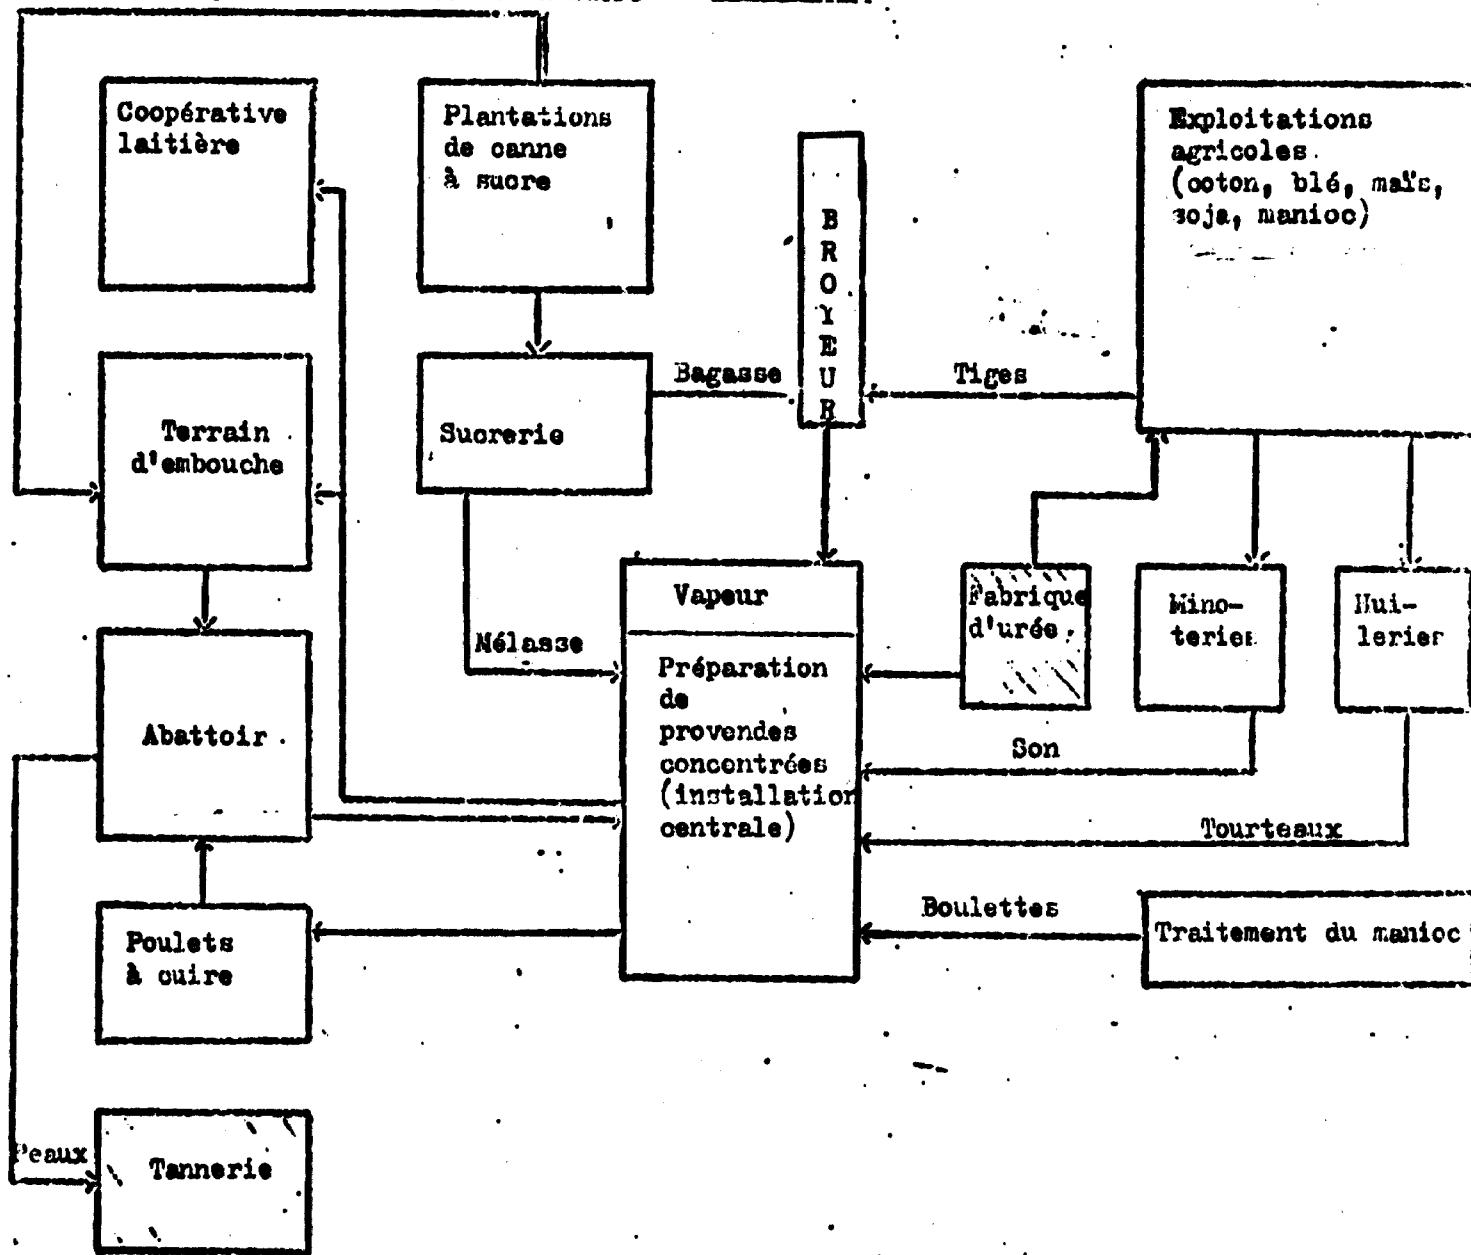 Coopérative
laitière
Plantations
de canne
à sucre
BROYEUR
Exploitations
agricoles
(coton, blé, maïs,
soja, manioc)
Terrain
d'embouche
Sucrerie
Bagasse
Tiges
Abattoir
Mélasse
Vapeur
Préparation
de
provendes
concentrées
(installation
centrale)
Fabrique
d'urée
Mino-
teries
Hui-
leries
Son
Tourteaux
Boulettes
Traitement du manioc
Poulets
à cuire
Peaux
Tannerie